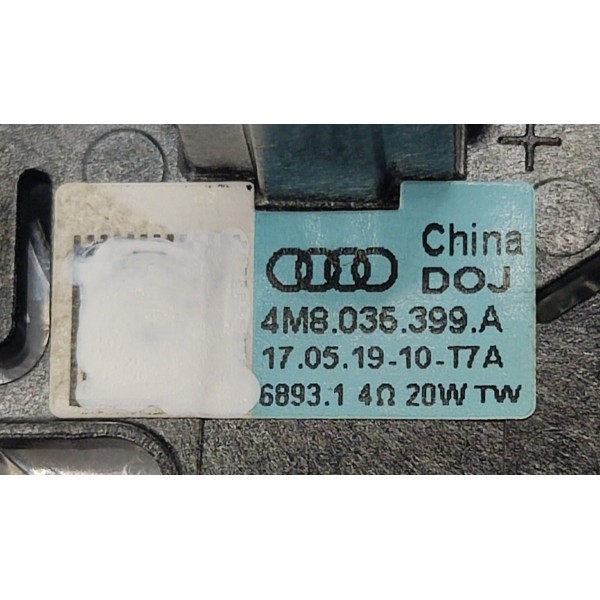 China
DOJ
4M8.035.399.A
17.05.19-10-T7A
6893.1 4Ω 20W TW